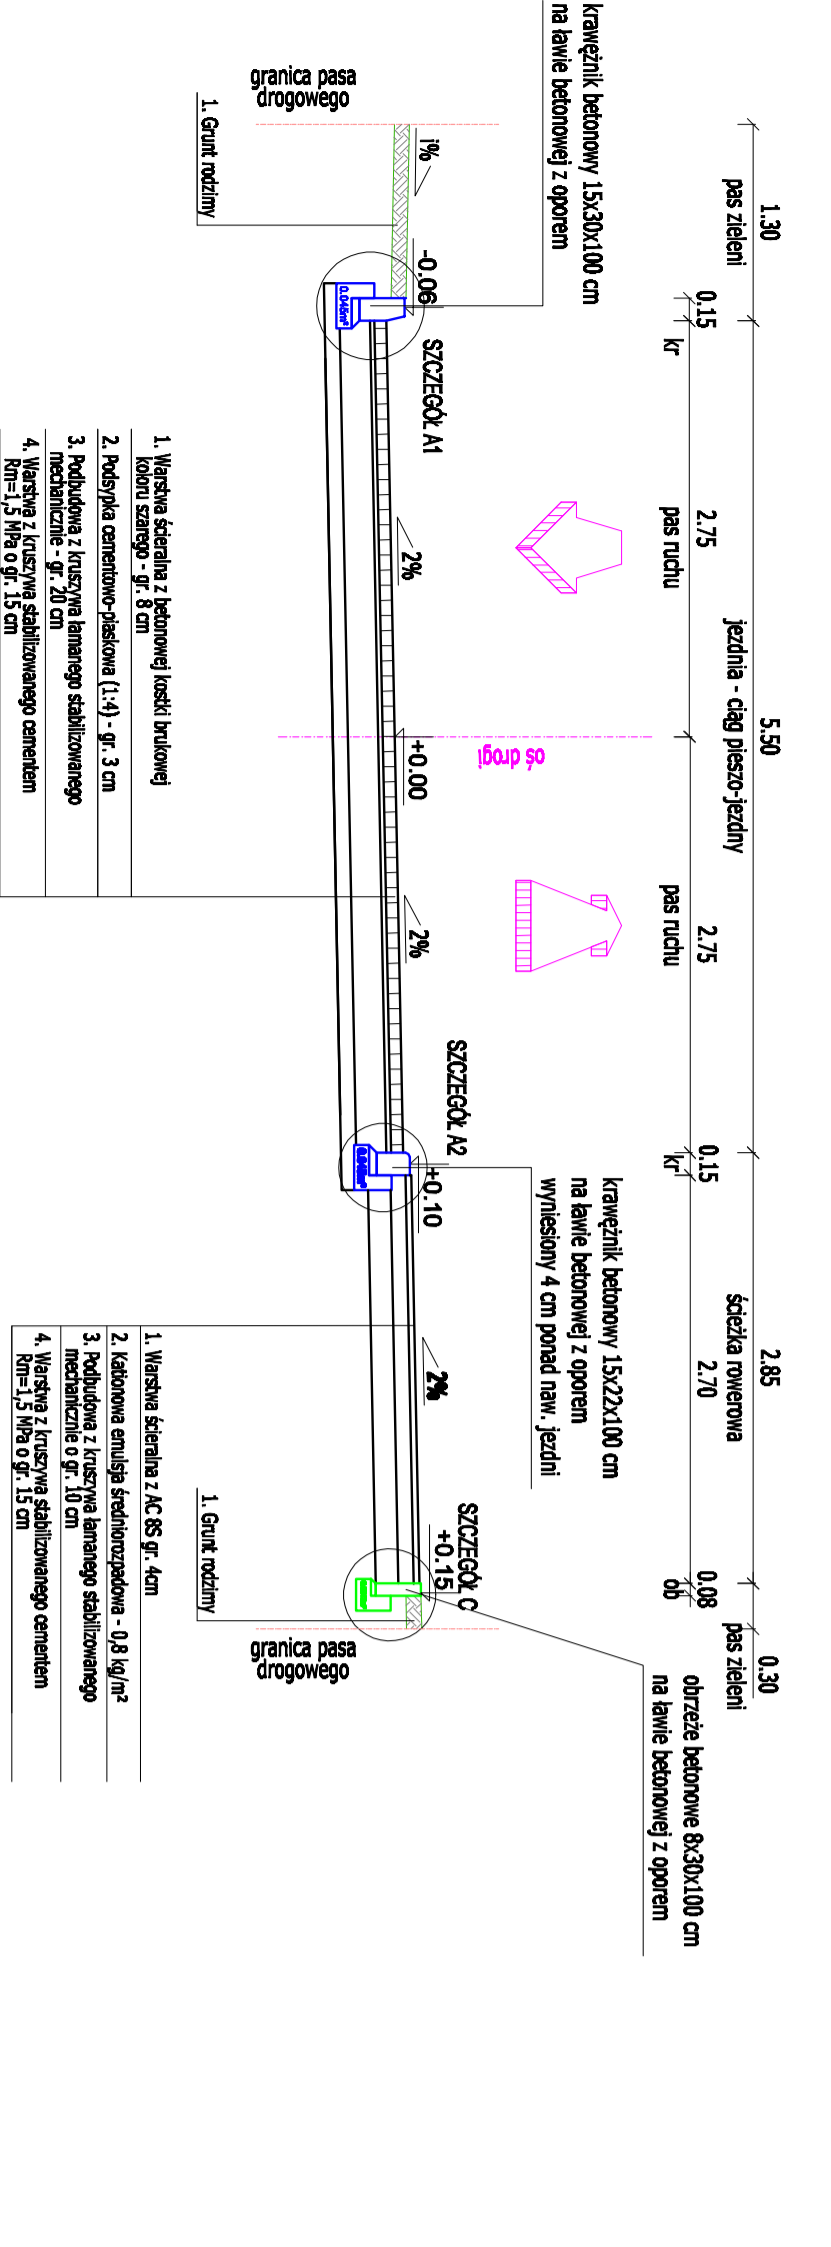 krawężnik betonowy 15x30x100 cm
na ławie betonowej z oporem
1.30
pas zieleni
0.15
kr
5.50
jezdnia - ciąg pieszo-jezdny
2.75
pas ruchu
2.75
pas ruchu
0.15
kr
2.85
ścieżka rowerowa
2.70
0.08
ob
0.30
pas zieleni
obrzeże betonowe 8x30x100 cm
na ławie betonowej z oporem
krawężnik betonowy 15x22x100 cm
na ławie betonowej z oporem
wyniesiony 4 cm ponad naw. jezdni
oś drogi
SZCZEGÓŁ A1
SZCZEGÓŁ A2
SZCZEGÓŁ C
i%
-0.06
2%
+0.00
2%
+0.10
2%
+0.15
0.045m²
granica pasa
drogowego
1. Grunt rodzimy
1. Warstwa ścieralna z betonowej kostki brukowej
koloru szarego - gr. 8 cm
2. Podsypka cementowo-piaskowa (1:4) - gr. 3 cm
3. Podbudowa z kruszywa łamanego stabilizowanego
mechanicznie - gr. 20 cm
4. Warstwa z kruszywa stabilizowanego cementem
Rm=1,5 MPa o gr. 15 cm
1. Warstwa ścieralna z AC 8S gr. 4cm
2. Kationowa emulsja średniorozpadowa - 0,8 kg/m²
3. Podbudowa z kruszywa łamanego stabilizowanego
mechanicznie o gr. 10 cm
4. Warstwa z kruszywa stabilizowanego cementem
Rm=1,5 MPa o gr. 15 cm
1. Grunt rodzimy
granica pasa
drogowego